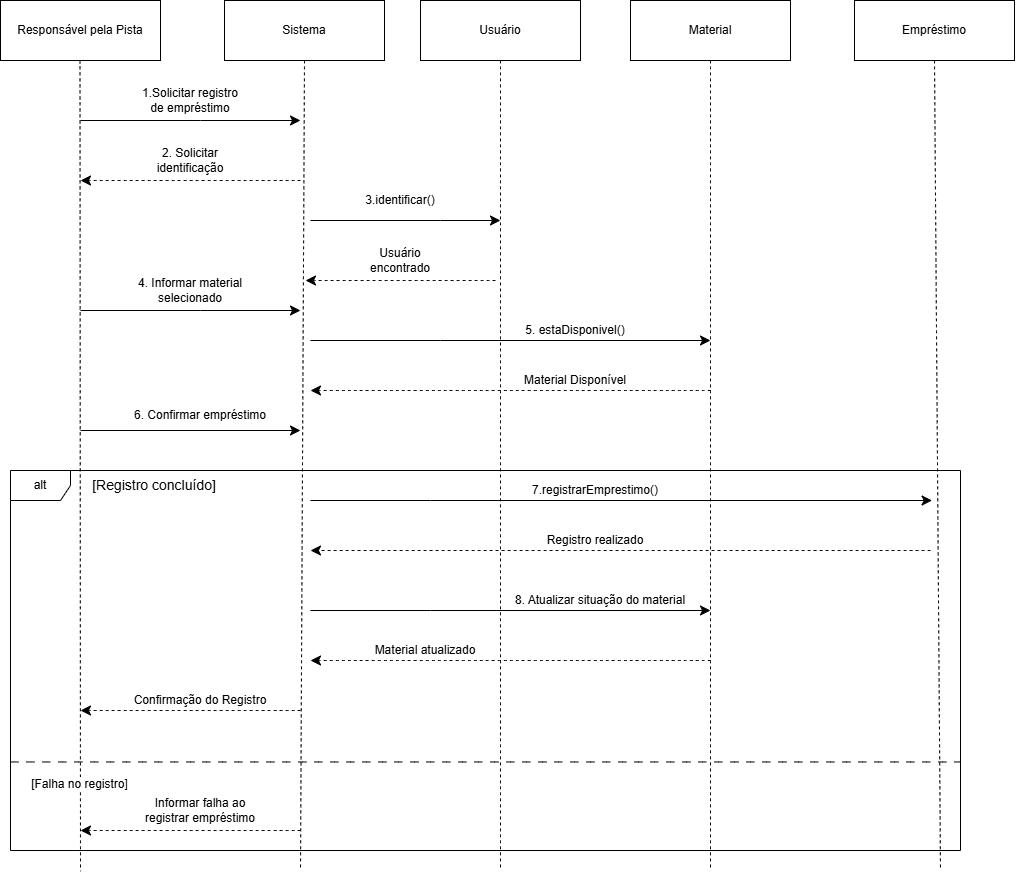 Responsável pela Pista
Sistema
Usuário
Material
Empréstimo
1.Solicitar registro
de empréstimo
2. Solicitar
identificação
3.identificar()
Usuário
encontrado
4. Informar material
selecionado
5. estaDisponivel()
Material Disponível
6. Confirmar empréstimo
alt
[Registro concluído]
7.registrarEmprestimo()
Registro realizado
8. Atualizar situação do material
Material atualizado
Confirmação do Registro
[Falha no registro]
Informar falha ao
registrar empréstimo